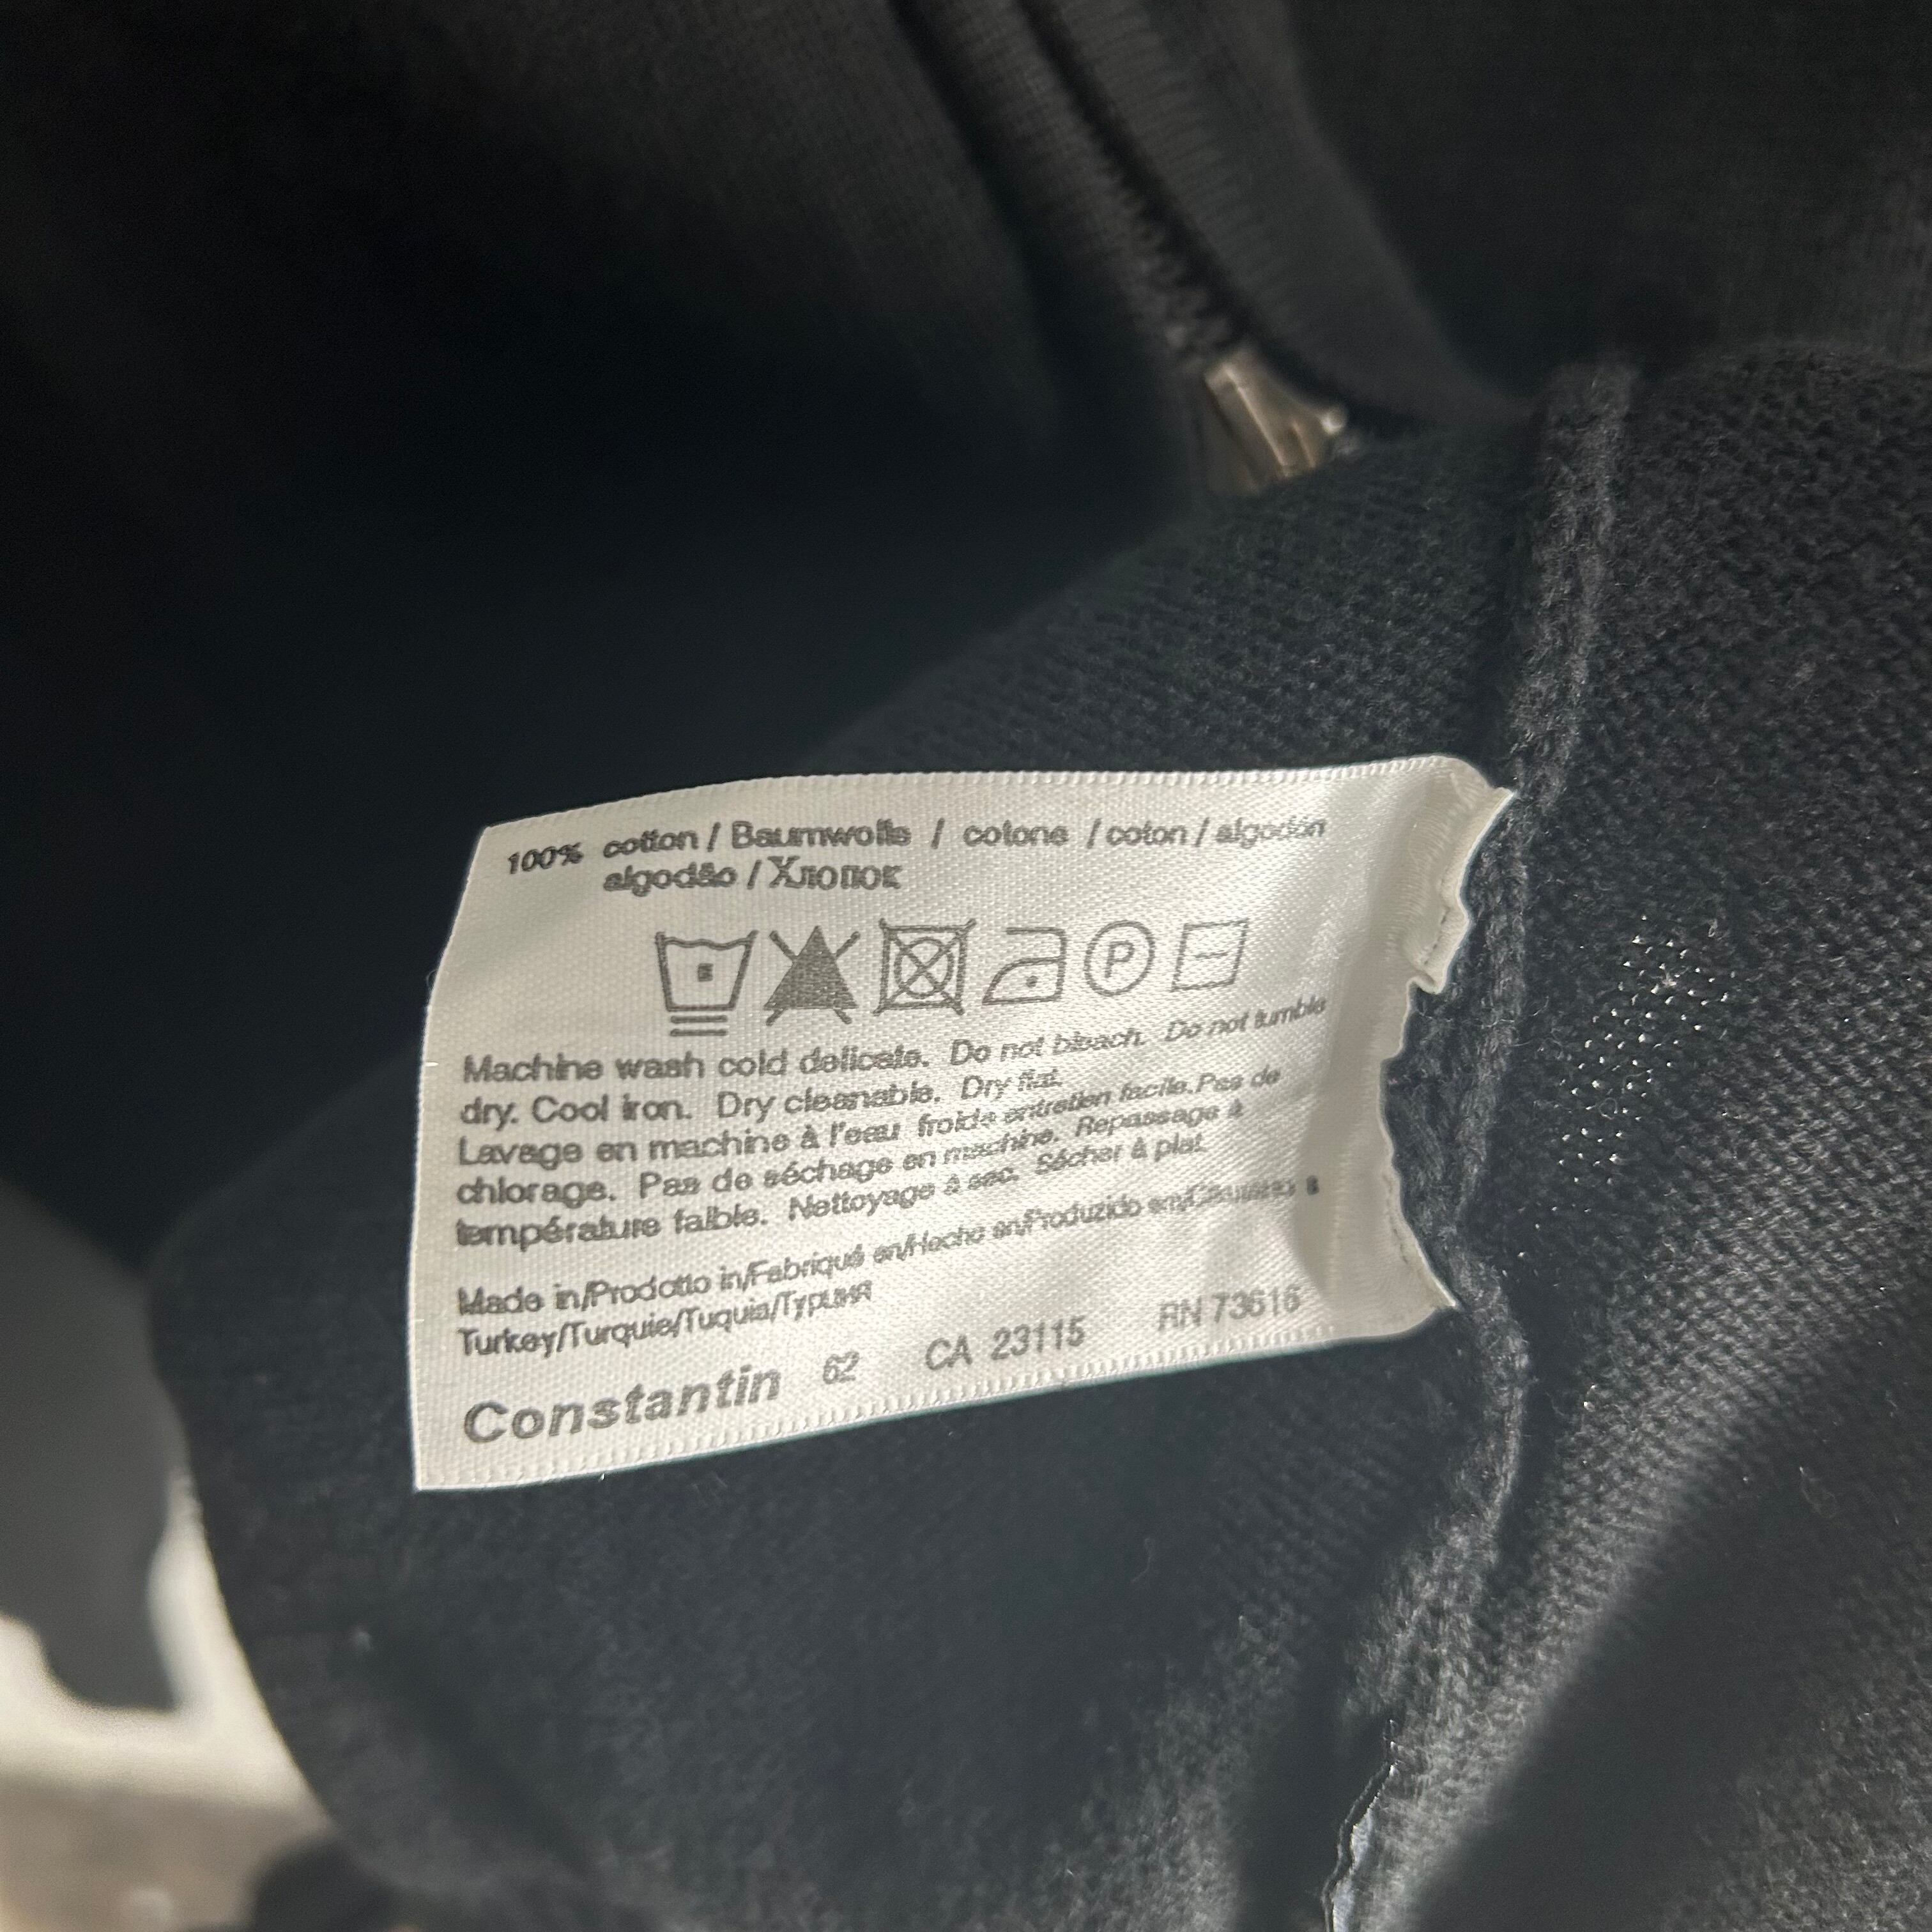 100% cotton / Baumwolle / cotone / coton / algodón
algodão / Хлопок
P
Machine wash cold delicate. Do not bleach. Do not tumble
dry. Cool iron. Dry cleanable. Dry flat.
Lavage en machine à l'eau froide entretien facile.Pas de
chlorage. Pas de séchage en machine. Repassage à
température faible. Nettoyage à sec. Sécher à plat.
Made in/Prodotto in/Fabriqué en/Hecho en/Produzido em/Сделано в
Turkey/Turquie/Tuquia/Турция
Constantin 62 CA 23115 RN 73616